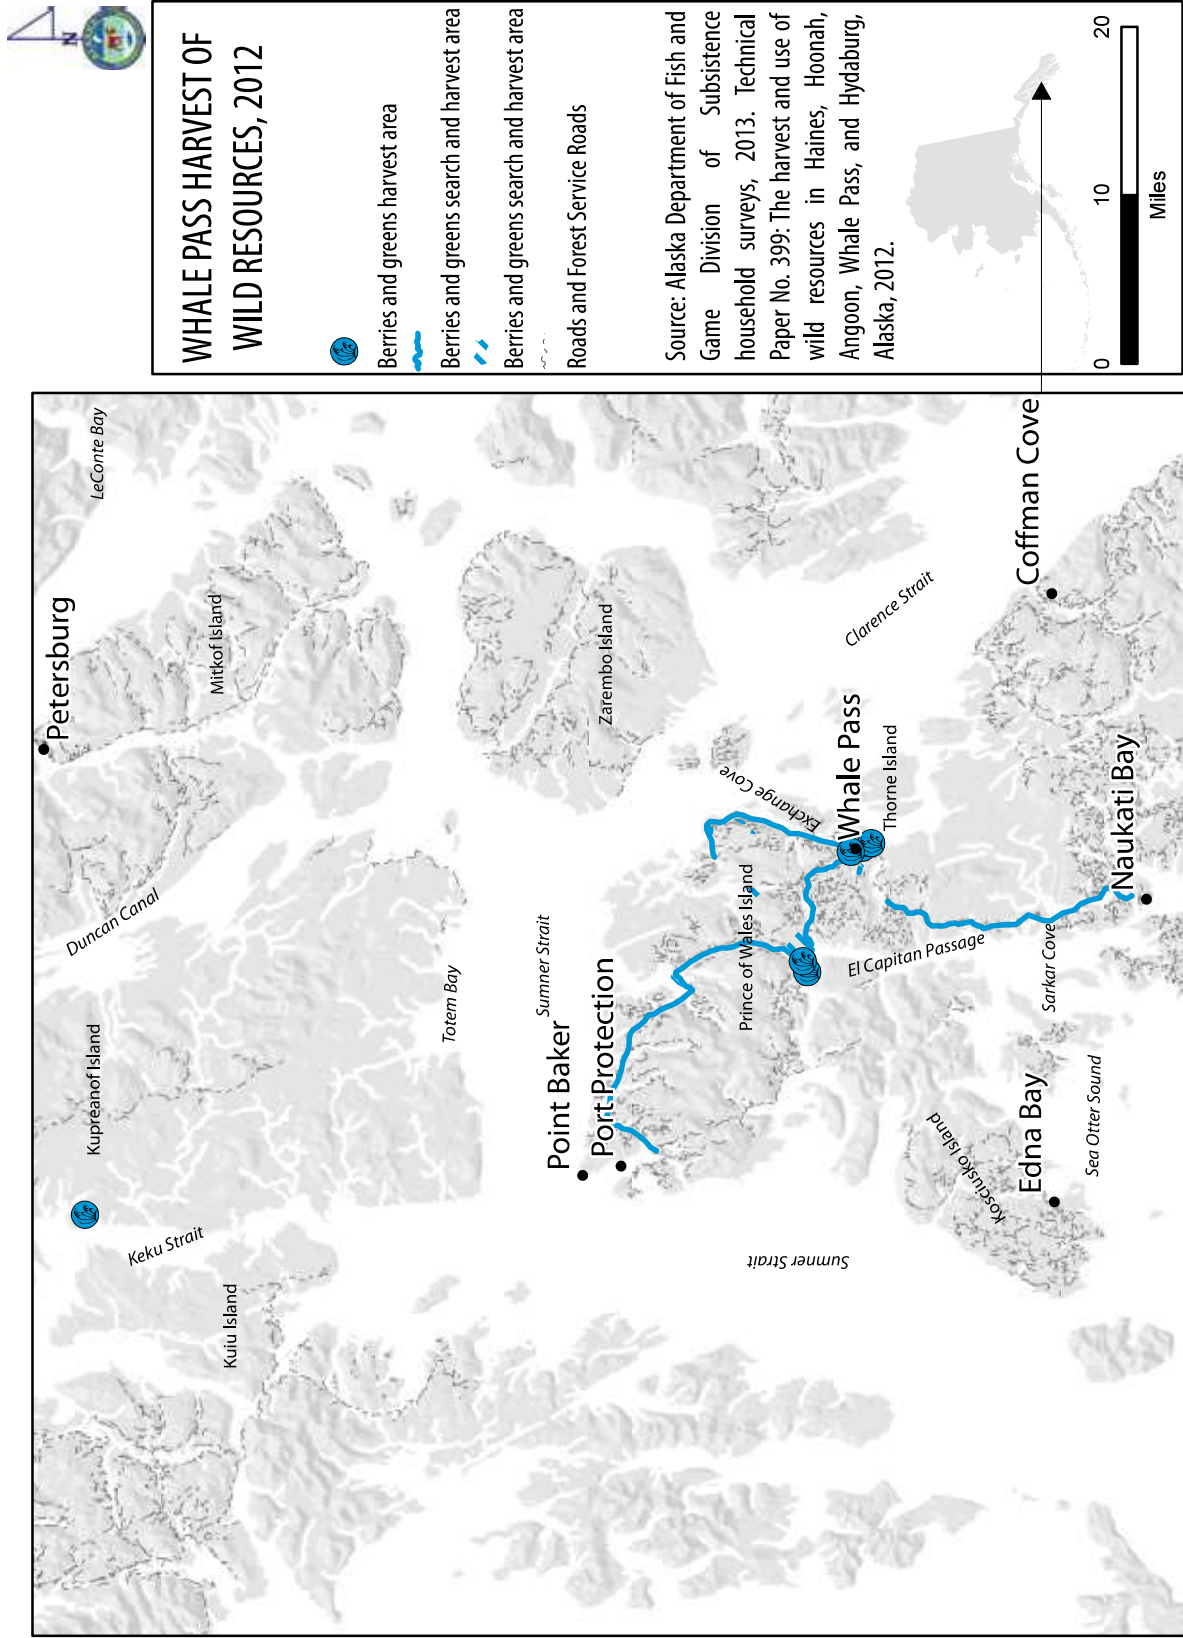 WHALE PASS HARVEST OF
WILD RESOURCES, 2012
Berries and greens harvest area
Berries and greens search and harvest area
Berries and greens search and harvest area
Roads and Forest Service Roads
Source: Alaska Department of Fish and
Game Division of Subsistence
household surveys, 2013. Technical
Paper No. 399: The harvest and use of
wild resources in Haines, Hoonah,
Angoon, Whale Pass, and Hydaburg,
Alaska, 2012.
0 10 20
Miles
N
Petersburg
LeConte Bay
Mitkof Island
Duncan Canal
Kupreanof Island
Keku Strait
Kuiu Island
Totem Bay
Zarembo Island
Sumner Strait
Point Baker
Port Protection
Exchange Cove
Prince of Wales Island
Whale Pass
Thorne Island
Clarence Strait
Sumner Strait
El Capitan Passage
Kosciusko Island
Coffman Cove
Sarkar Cove
Edna Bay
Sea Otter Sound
Naukati Bay